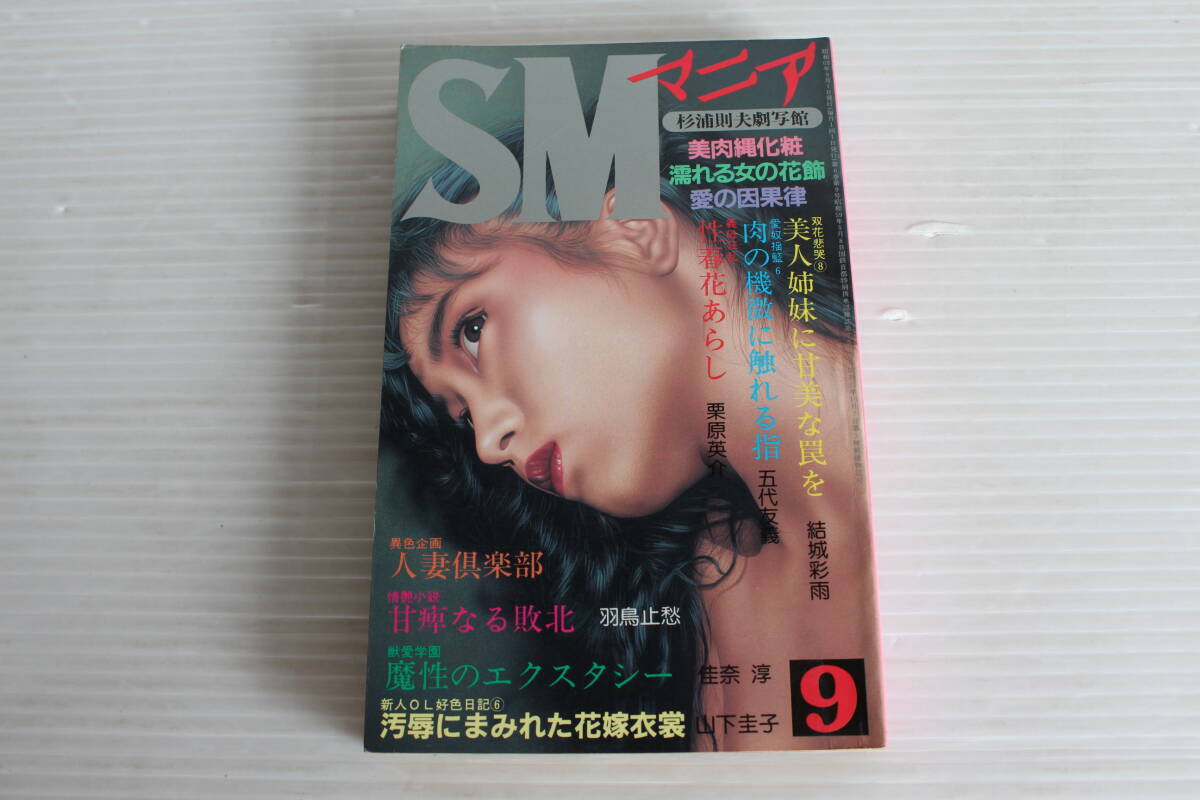 SM
マニア
杉浦則夫劇写館
美肉縄化粧
濡れる女の花飾
愛の因果律
双花悲哭⑧
美人姉妹に甘美な罠を
結城彩雨
愛奴揺籃6
肉の機微に触れる指
五代友義
性春花あらし
栗原英介
異色企画
人妻倶楽部
情艶小説
甘痺なる敗北
羽鳥止愁
獣愛学園
魔性のエクスタシー
佳奈 淳
新人OL好色日記⑥
汚辱にまみれた花嫁衣裳
山下圭子
9